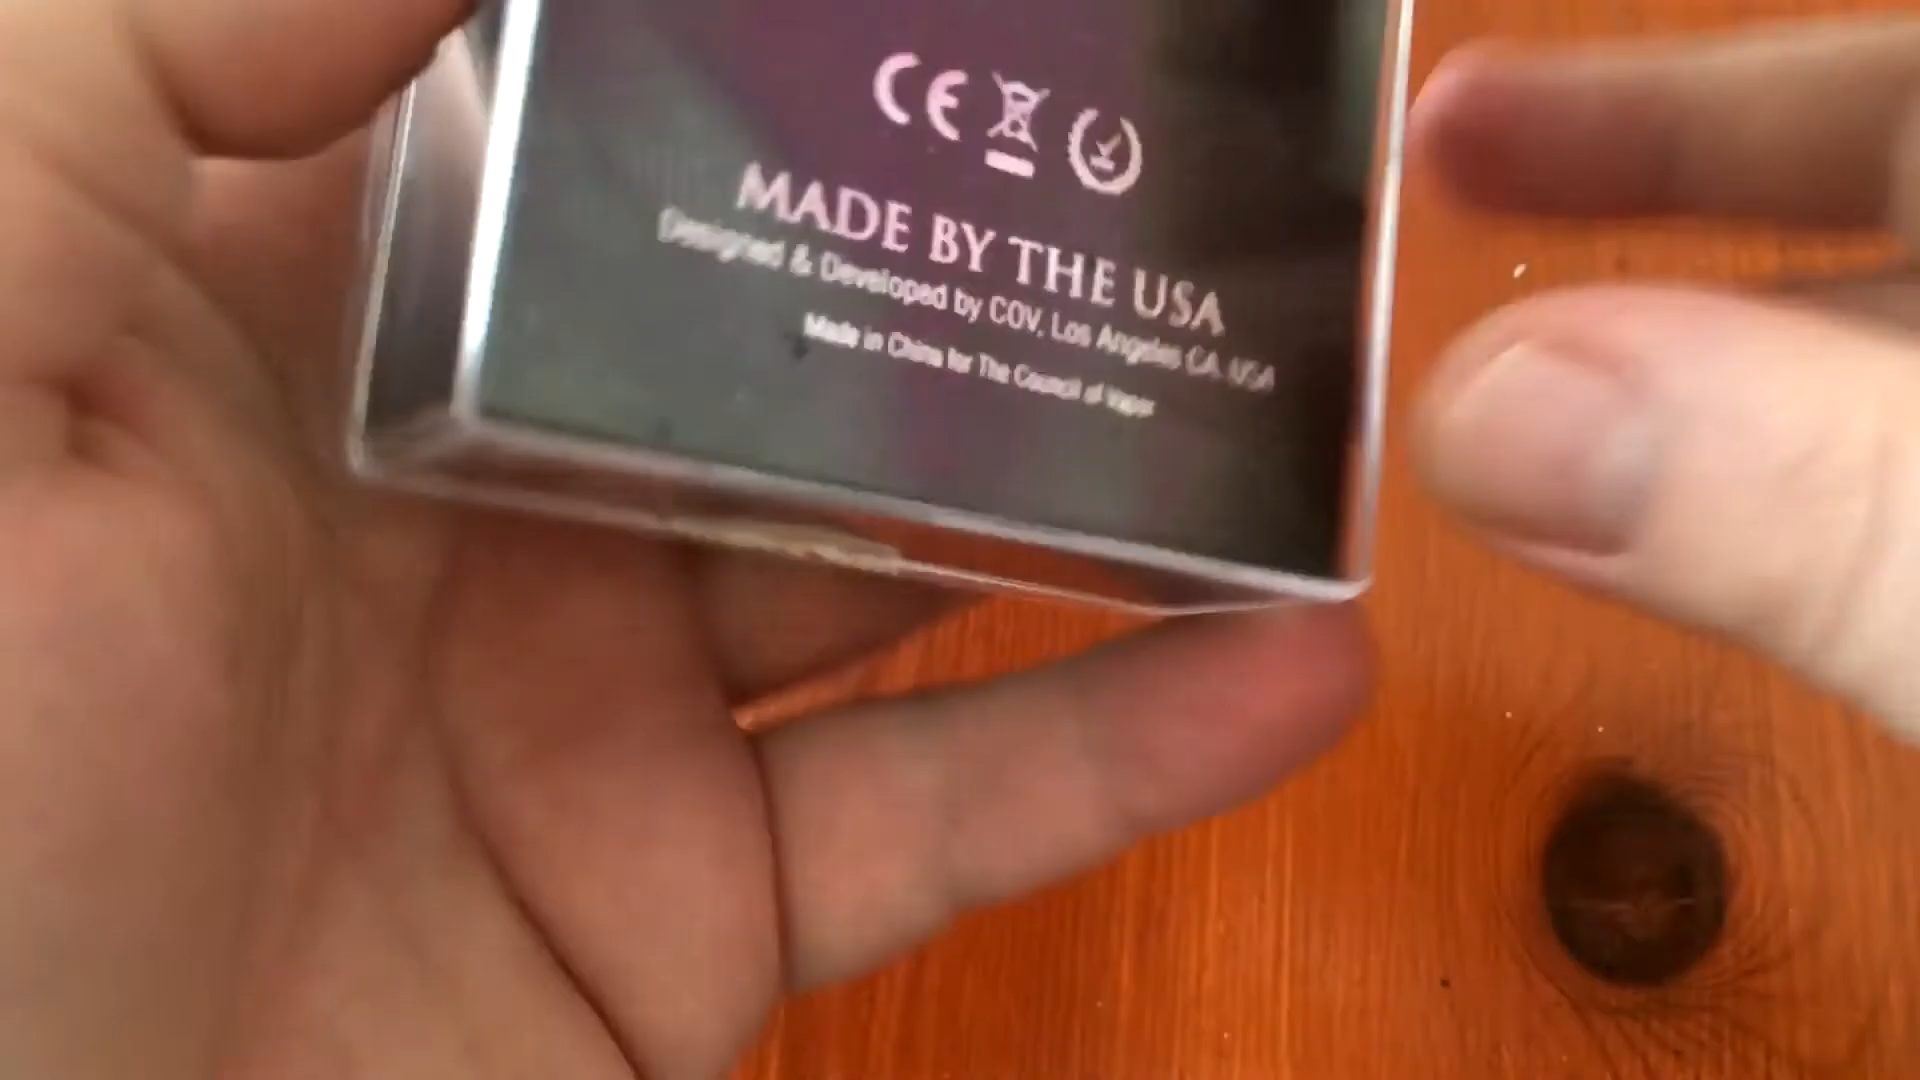 CE
MADE BY THE USA
Designed & Developed by COV, Los Angeles CA, USA
Made in China for The Council of Vapor